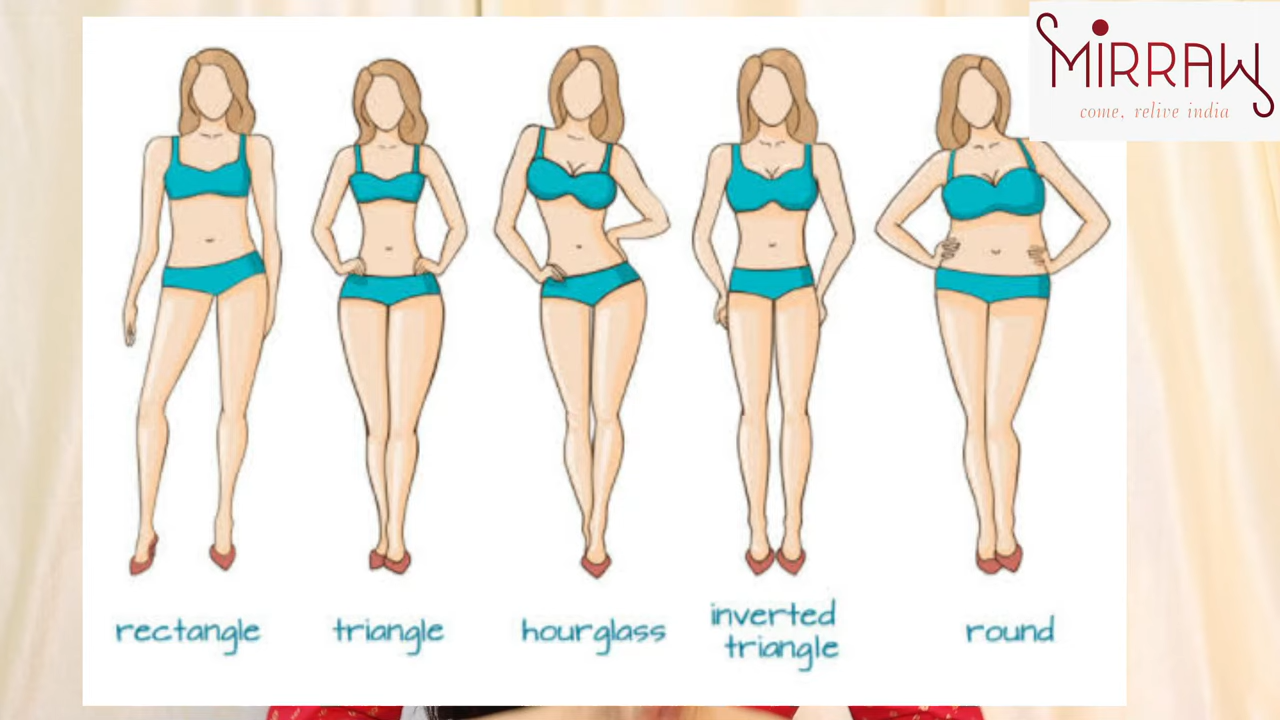 MIRRAW
come, relive india
rectangle
triangle
hourglass
inverted
triangle
round